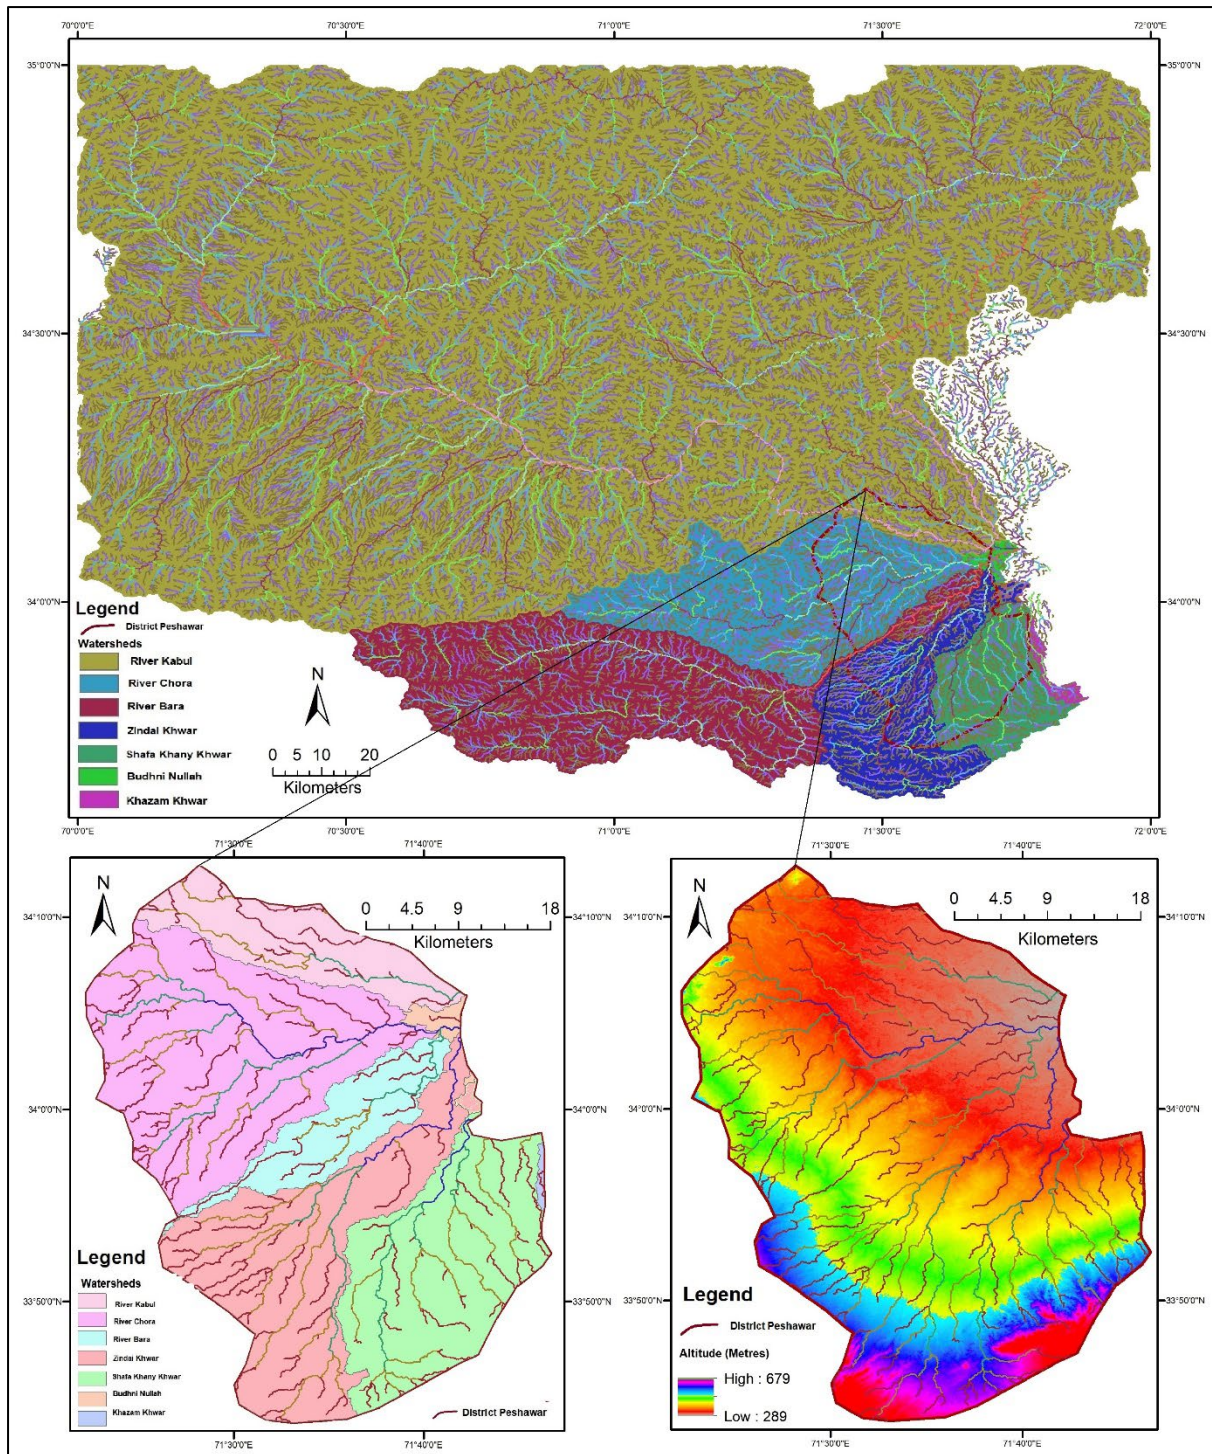 70°0'0"E 70°30'0"E 71°0'0"E 71°30'0"E 72°0'0"E
35°0'0"N 35°0'0"N
34°30'0"N 34°30'0"N
34°0'0"N 34°0'0"N
Legend
District Peshawar
Watersheds
River Kabul
River Chora
River Bara
Zindai Khwar
Shafa Khany Khwar
Budhni Nullah
Khazam Khwar
N
0 5 10 20
Kilometers
70°0'0"E 70°30'0"E 71°0'0"E 71°30'0"E 72°0'0"E
71°30'0"E 71°40'0"E
N
0 4.5 9 18
Kilometers
34°10'0"N 34°10'0"N
34°0'0"N 34°0'0"N
33°50'0"N 33°50'0"N
Legend
Watersheds
River Kabul
River Chora
River Bara
Zindai Khwar
Shafa Khany Khwar
Budhni Nullah
Khazam Khwar
District Peshawar
71°30'0"E 71°40'0"E
71°30'0"E 71°40'0"E
N
0 4.5 9 18
Kilometers
34°10'0"N 34°10'0"N
34°0'0"N 34°0'0"N
33°50'0"N 33°50'0"N
Legend
District Peshawar
Altitude (Metres)
High : 679
Low : 289
71°30'0"E 71°40'0"E